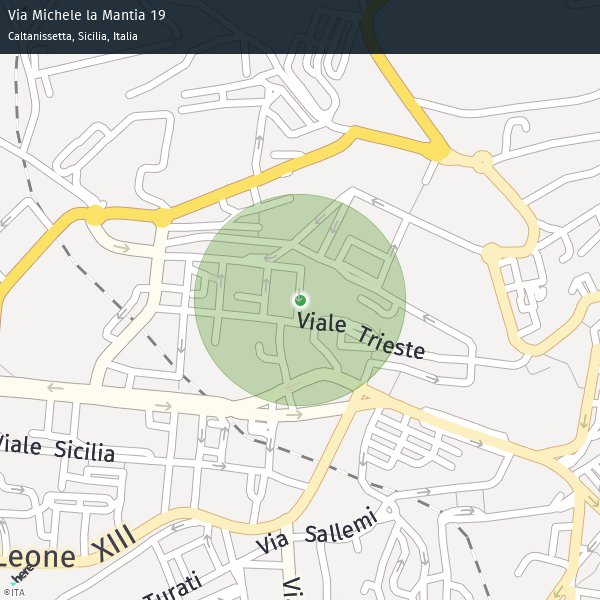 Via Michele la Mantia 19
Caltanissetta, Sicilia, Italia
Viale Trieste
Viale Sicilia
Leone XIII
Via Sallemi
Turati
Vi
here
©ITA